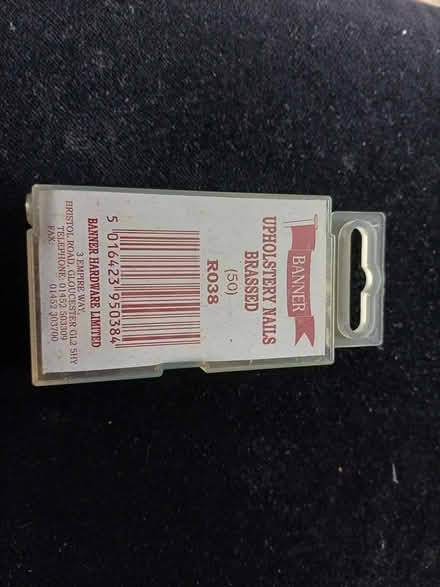 BANNER
UPHOLSTERY NAILS
BRASSED
(50)
R038
5 016423 950384
BANNER HARDWARE LIMITED
3 EMPIRE WAY,
BRISTOL ROAD, GLOUCESTER GL2 5HY
TELEPHONE: 01452 503309
FAX: 01452 303700